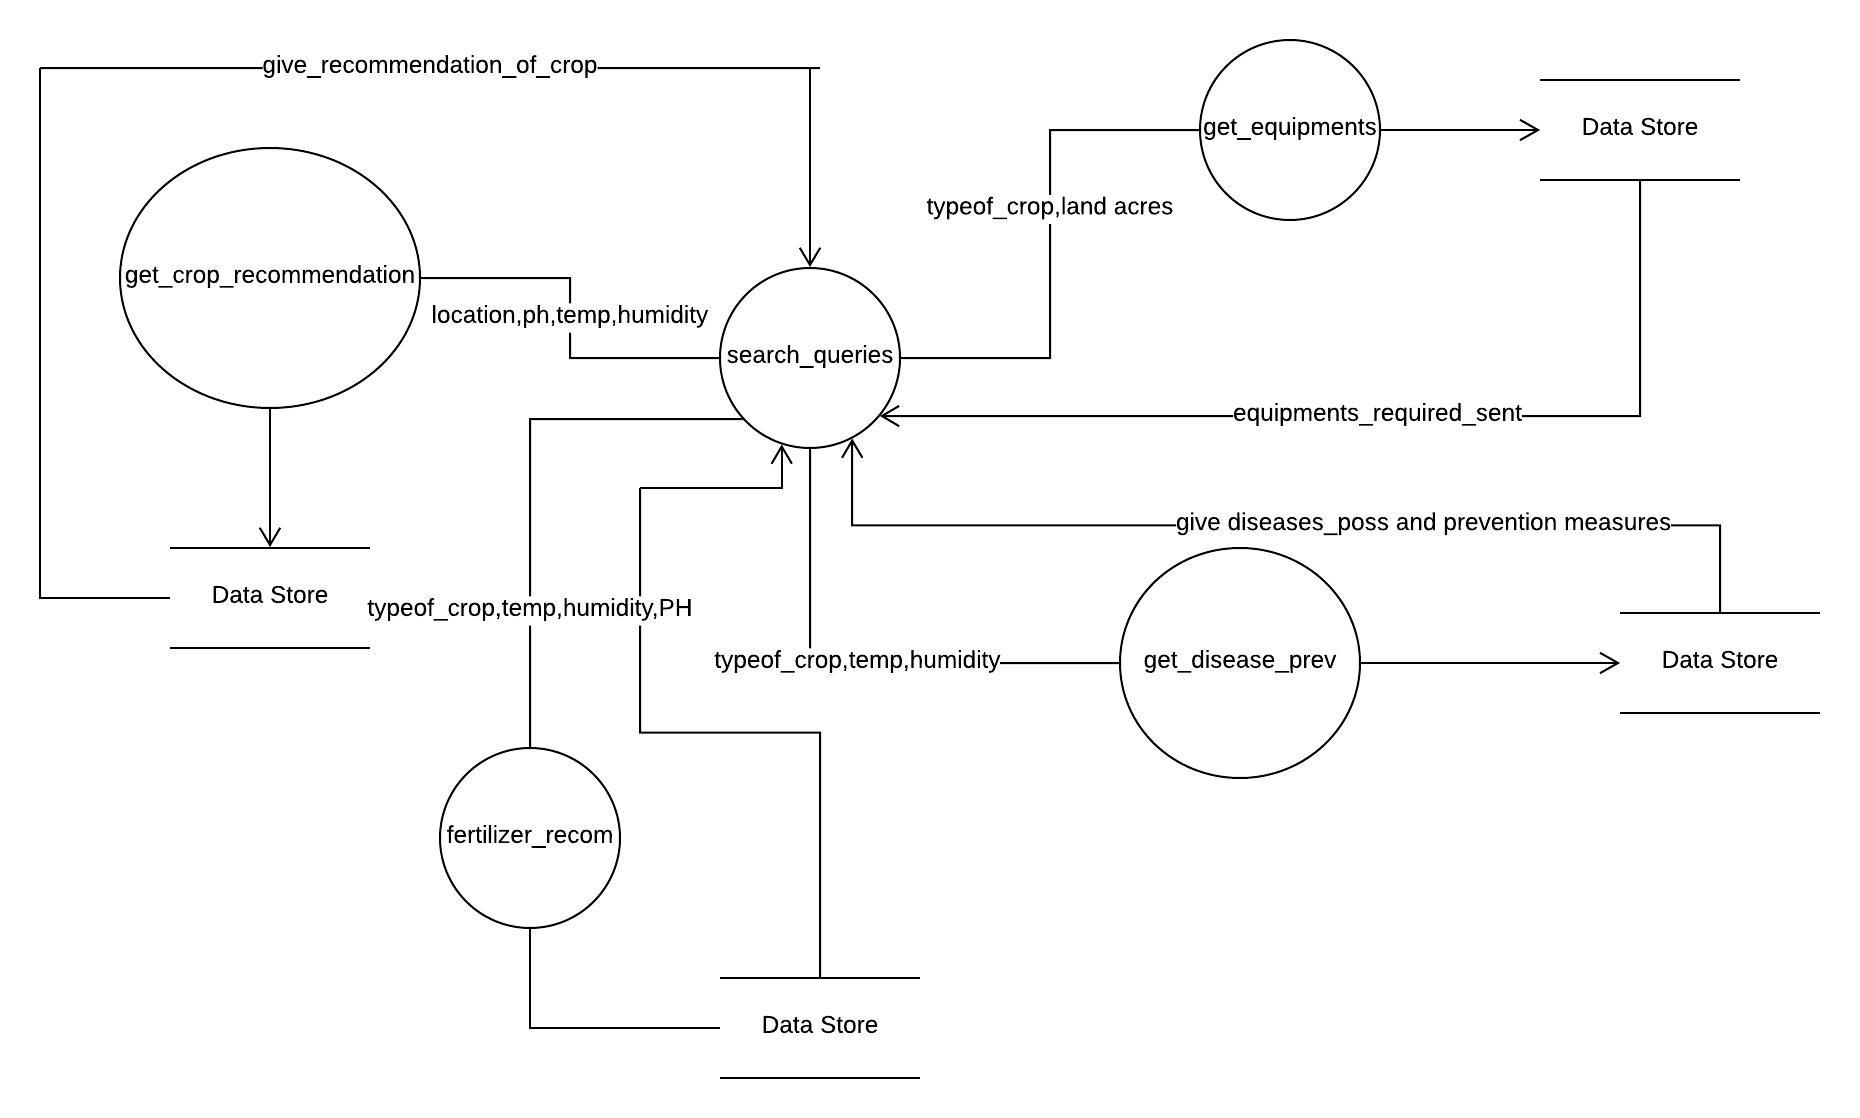 give_recommendation_of_crop
get_equipments
Data Store
typeof_crop,land acres
get_crop_recommendation
location,ph,temp,humidity
search_queries
equipments_required_sent
give diseases_poss and prevention measures
Data Store
typeof_crop,temp,humidity,PH
typeof_crop,temp,humidity
get_disease_prev
Data Store
fertilizer_recom
Data Store